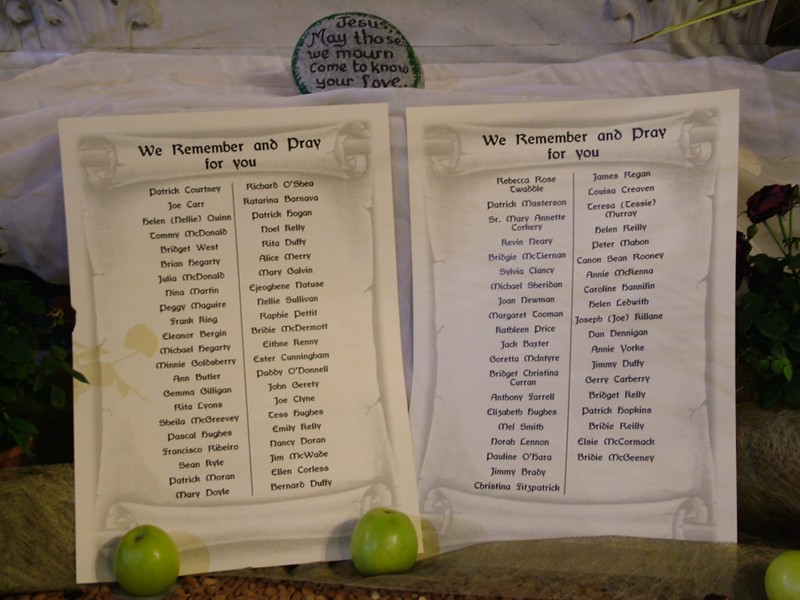 Jesus,
May those
we mourn
Come to know
your Love..
We Remember and Pray
for you
Patrick Courtney
Joe Carr
Helen (Nellie) Quinn
Tommy McDonald
Bridget West
Brian Hegarty
Julia McDonald
Nina Martin
Peggy Maguire
Frank Ring
Eleanor Bergin
Michael Hegarty
Minnie Goldsberry
Ann Butler
Gemma Gilligan
Rita Lyons
Sheila McGreevey
Pascal Hughes
Francisco Ribeiro
Sean Kyle
Patrick Moran
Mary Doyle
Richard O'Shea
Katarina Barnava
Patrick Hogan
Noel Kelly
Rita Duffy
Alice Merry
Mary Galvin
Ejeoghene Natuse
Nellie Sullivan
Raphie Pettit
Bridie McDermott
Eithne Kenny
Ester Cunningham
Paddy O'Donnell
John Gerety
Joe Clyne
Tess Hughes
Emily Kelly
Nancy Doran
Jim McWade
Ellen Corless
Bernard Duffy
We Remember and Pray
for you
Rebecca Rose
Twaddle
Patrick Masterson
Sr. Mary Annette
Corkery
Kevin Neary
Bridgie McTiernan
Sylvia Clancy
Michael Sheridan
Joan Newman
Margaret Tooman
Kathleen Price
Jack Baxter
Goretta McIntyre
Bridget Christina
Curran
Anthony Farrell
Elizabeth Hughes
Mel Smith
Norah Lennon
Pauline O'Hara
Jimmy Brady
Christina Fitzpatrick
James Regan
Louisa Creaven
Teresa (Tessie)
Murray
Helen Reilly
Peter Mahon
Canon Sean Rooney
Annie McKenna
Caroline Hannifin
Helen Ledwith
Joseph (Joe) Killane
Dan Dennigan
Annie Yorke
Jimmy Duffy
Gerry Carberry
Bridget Kelly
Patrick Hopkins
Bridie Reilly
Elsie McCormack
Bridie McGeeney